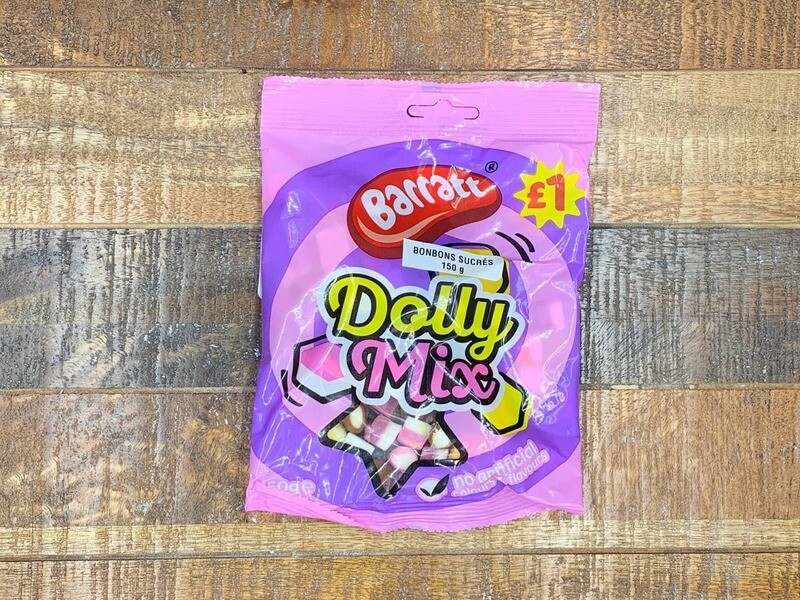 Barratt®
£1
BONBONS SUCRÉS
150 g
Dolly
Mix
no artificial
colours flavours